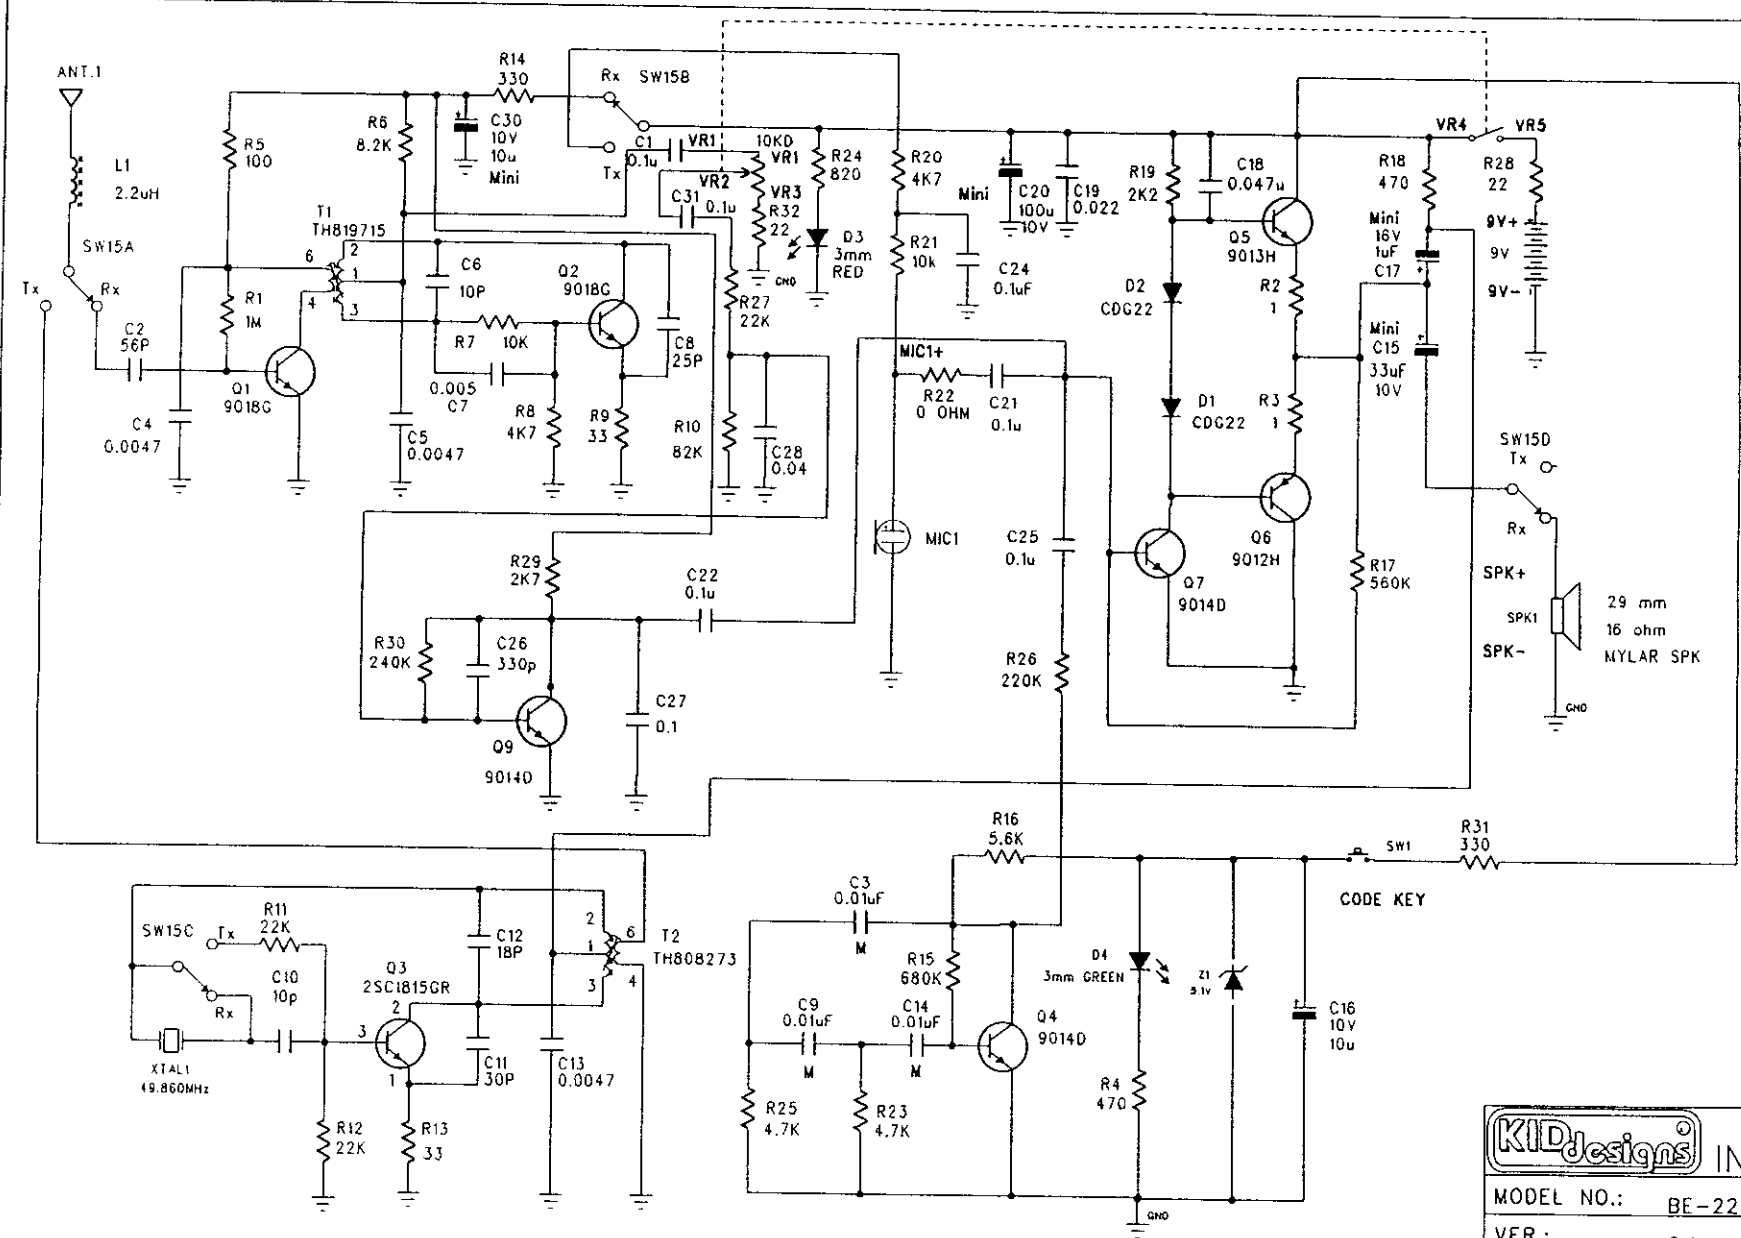 ANT.1
L1
2.2uH
SW15A
Tx
Rx
C2
56P
C4
0.0047
R5
100
R1
1M
Q1
9018G
T1
TH819715
6
4
2
1
3
R6
8.2K
C30
10V
10u
Mini
R14
330
Rx
SW15B
Tx
C1
0.1u
VR1
10KD
VR1
VR2
VR3
C31
0.1u
R32
22
GND
C6
10P
Q2
9018G
R7
10K
0.005
C7
C8
25P
R8
4K7
R9
33
C5
0.0047
R27
22K
R10
82K
C28
0.04
R24
820
D3
3mm
RED
R20
4K7
R21
10k
C24
0.1uF
Mini
C20
100u
10V
C19
0.022
R19
2K2
C18
0.047u
Q5
9013H
D2
CDG22
D1
CDG22
R2
1
R3
1
Q6
9012H
Q7
9014D
R17
560K
VR4
VR5
R18
470
R28
22
Mini
16V
1uF
C17
9V+
9V
9V-
Mini
C15
33uF
10V
SW15D
Tx
Rx
SPK+
SPK1
SPK-
29 mm
16 ohm
MYLAR SPK
GND
MIC1+
R22
0 OHM
C21
0.1u
MIC1
C25
0.1u
R26
220K
R29
2K7
C22
0.1u
R30
240K
C26
330p
Q9
9014D
C27
0.1
SW15C
Tx
Rx
R11
22K
C10
10p
XTAL1
49.860MHz
Q3
2SC1815GR
2
3
1
R12
22K
R13
33
C12
18P
C11
30P
C13
0.0047
2
1
3
6
4
T2
TH808273
R16
5.6K
C3
0.01uF
M
R15
680K
C9
0.01uF
M
C14
0.01uF
M
Q4
9014D
R25
4.7K
R23
4.7K
D4
3mm GREEN
R4
470
Z1
5.1V
C16
10V
10u
SW1
CODE KEY
R31
330
GND
KIDdesigns IN
MODEL NO.: BE-22
VER.: